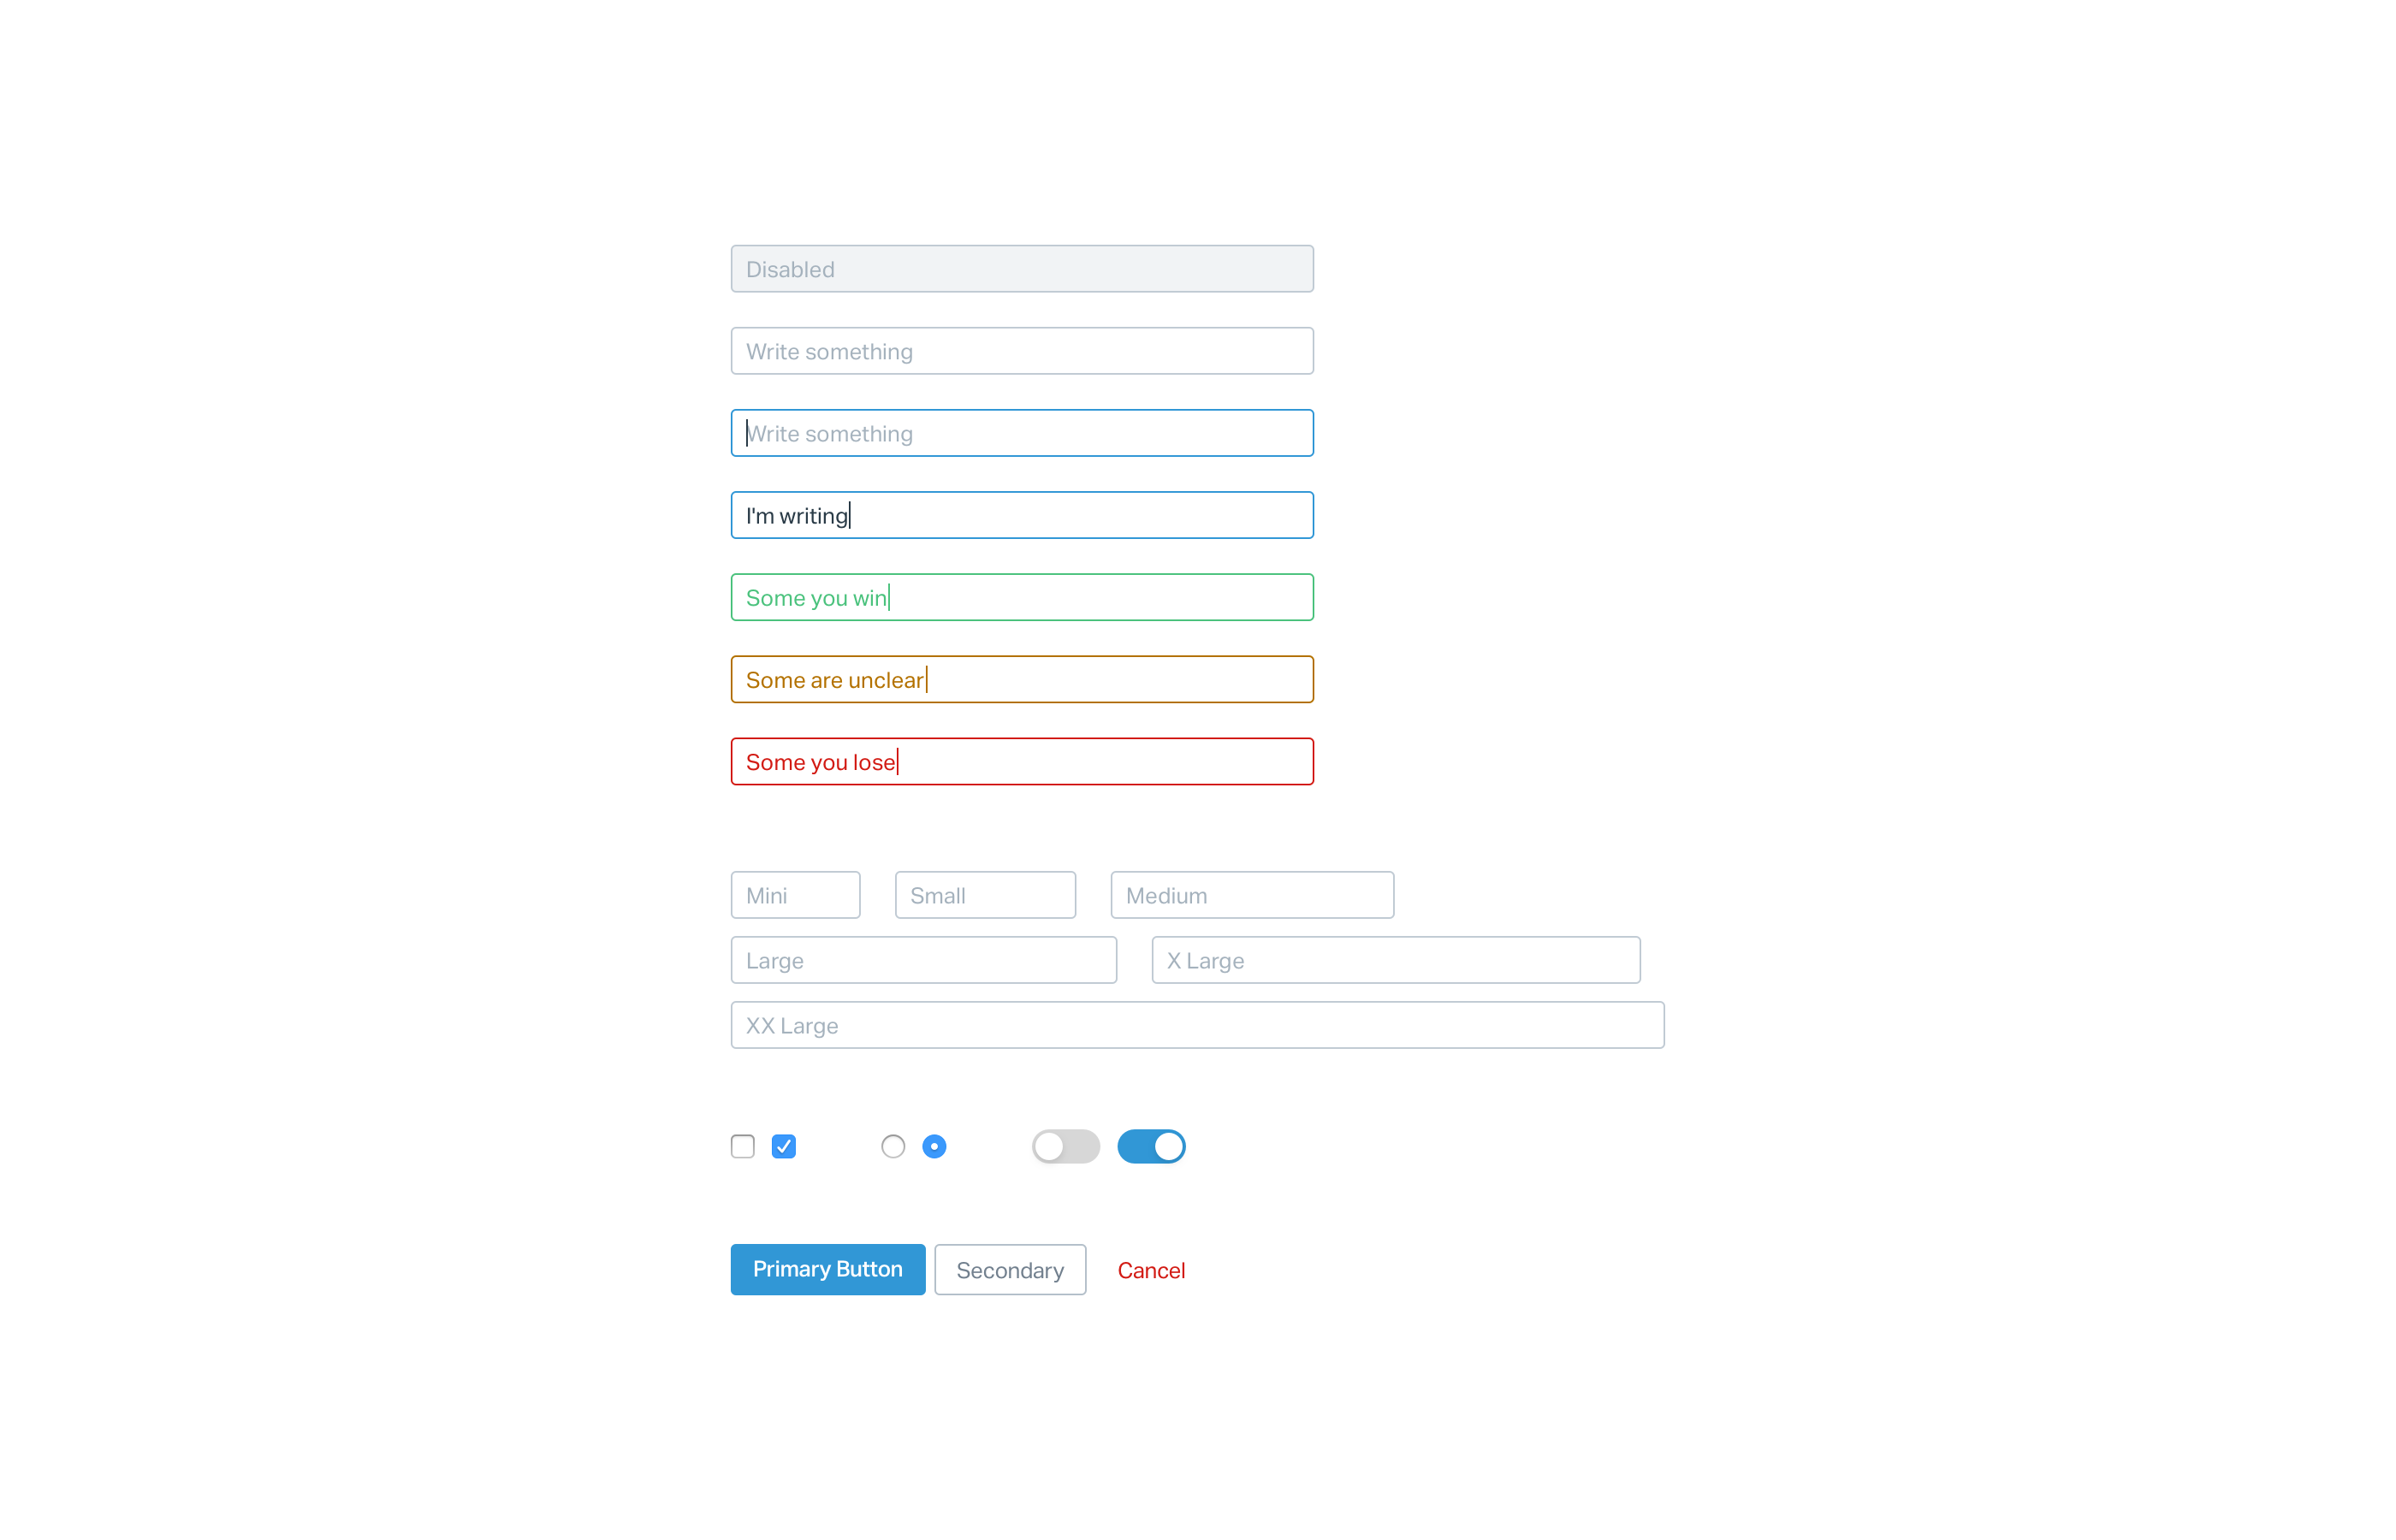 Disabled
Write something
Write something
I'm writing
Some you win
Some are unclear
Some you lose
Mini Small Medium
Large X Large
XX Large
Primary Button Secondary Cancel